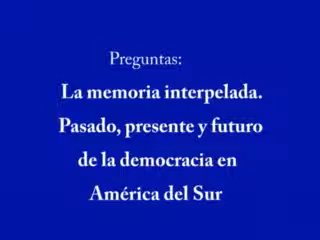 Preguntas:
La memoria interpelada.
Pasado, presente y futuro
de la democracia en
América del Sur